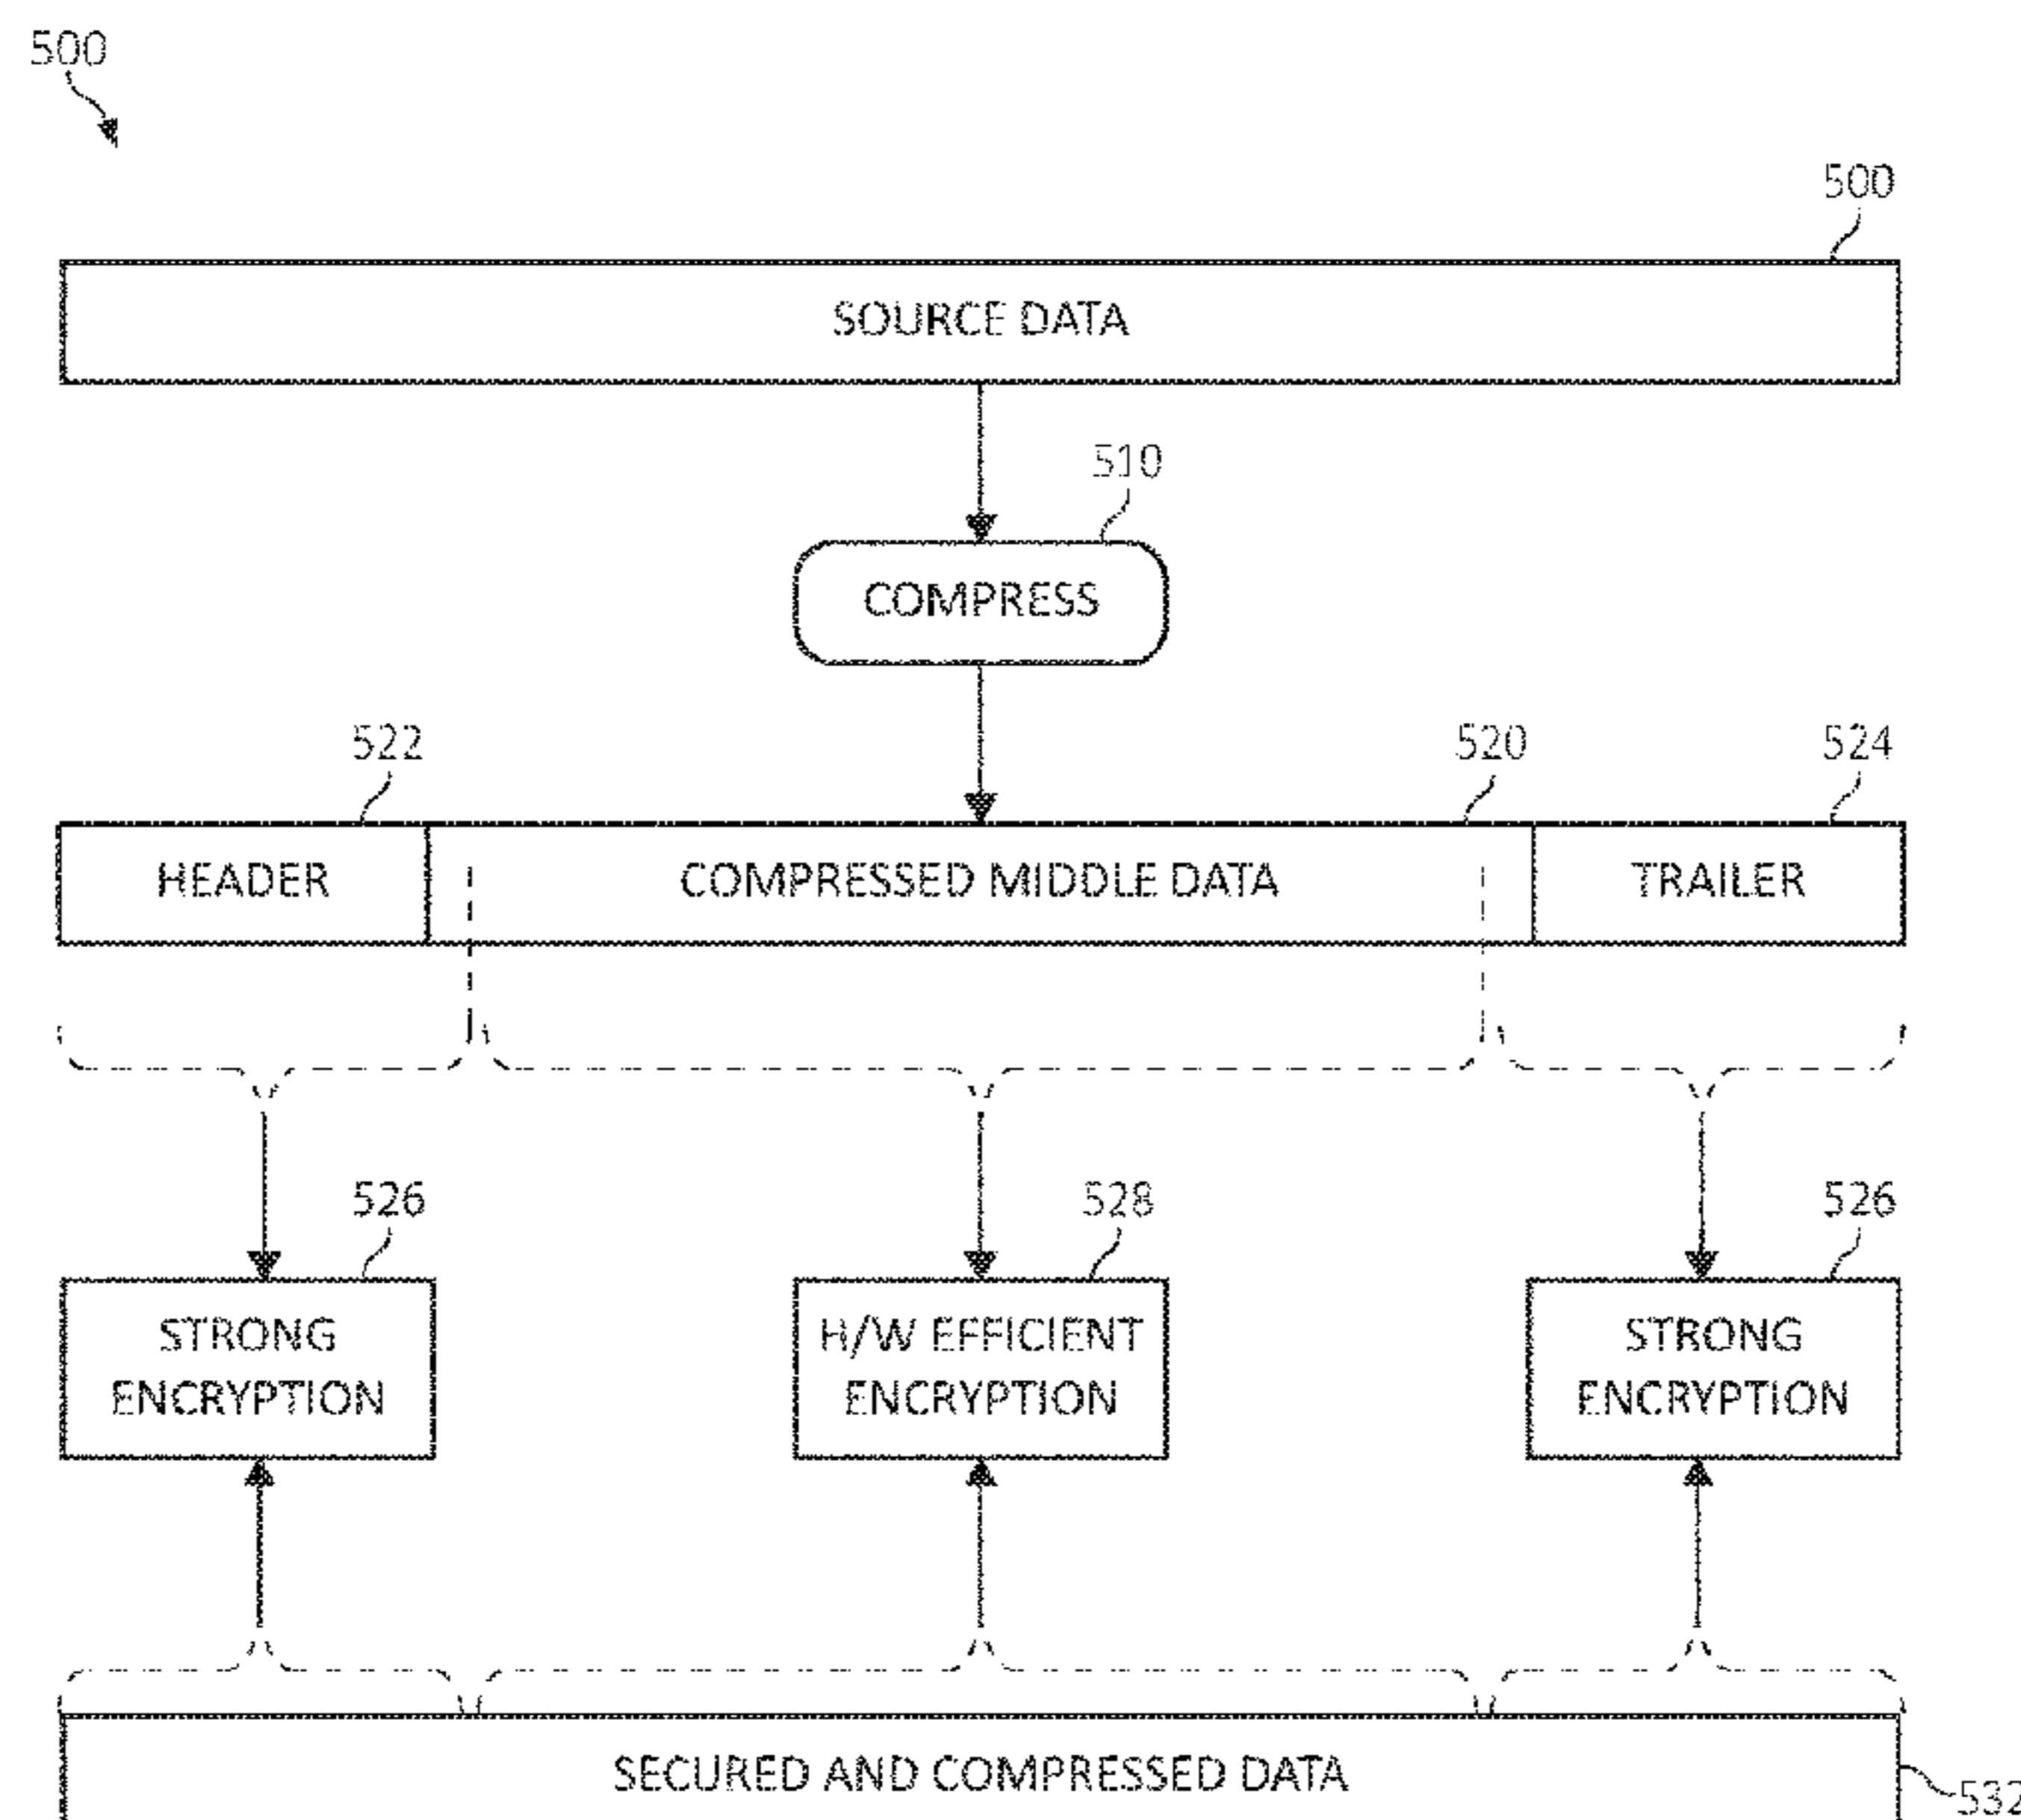 500
500
SOURCE DATA
510
COMPRESS
522
520
524
HEADER
COMPRESSED MIDDLE DATA
TRAILER
526
528
526
STRONG
ENCRYPTION
H/W EFFICIENT
ENCRYPTION
STRONG
ENCRYPTION
SECURED AND COMPRESSED DATA
532